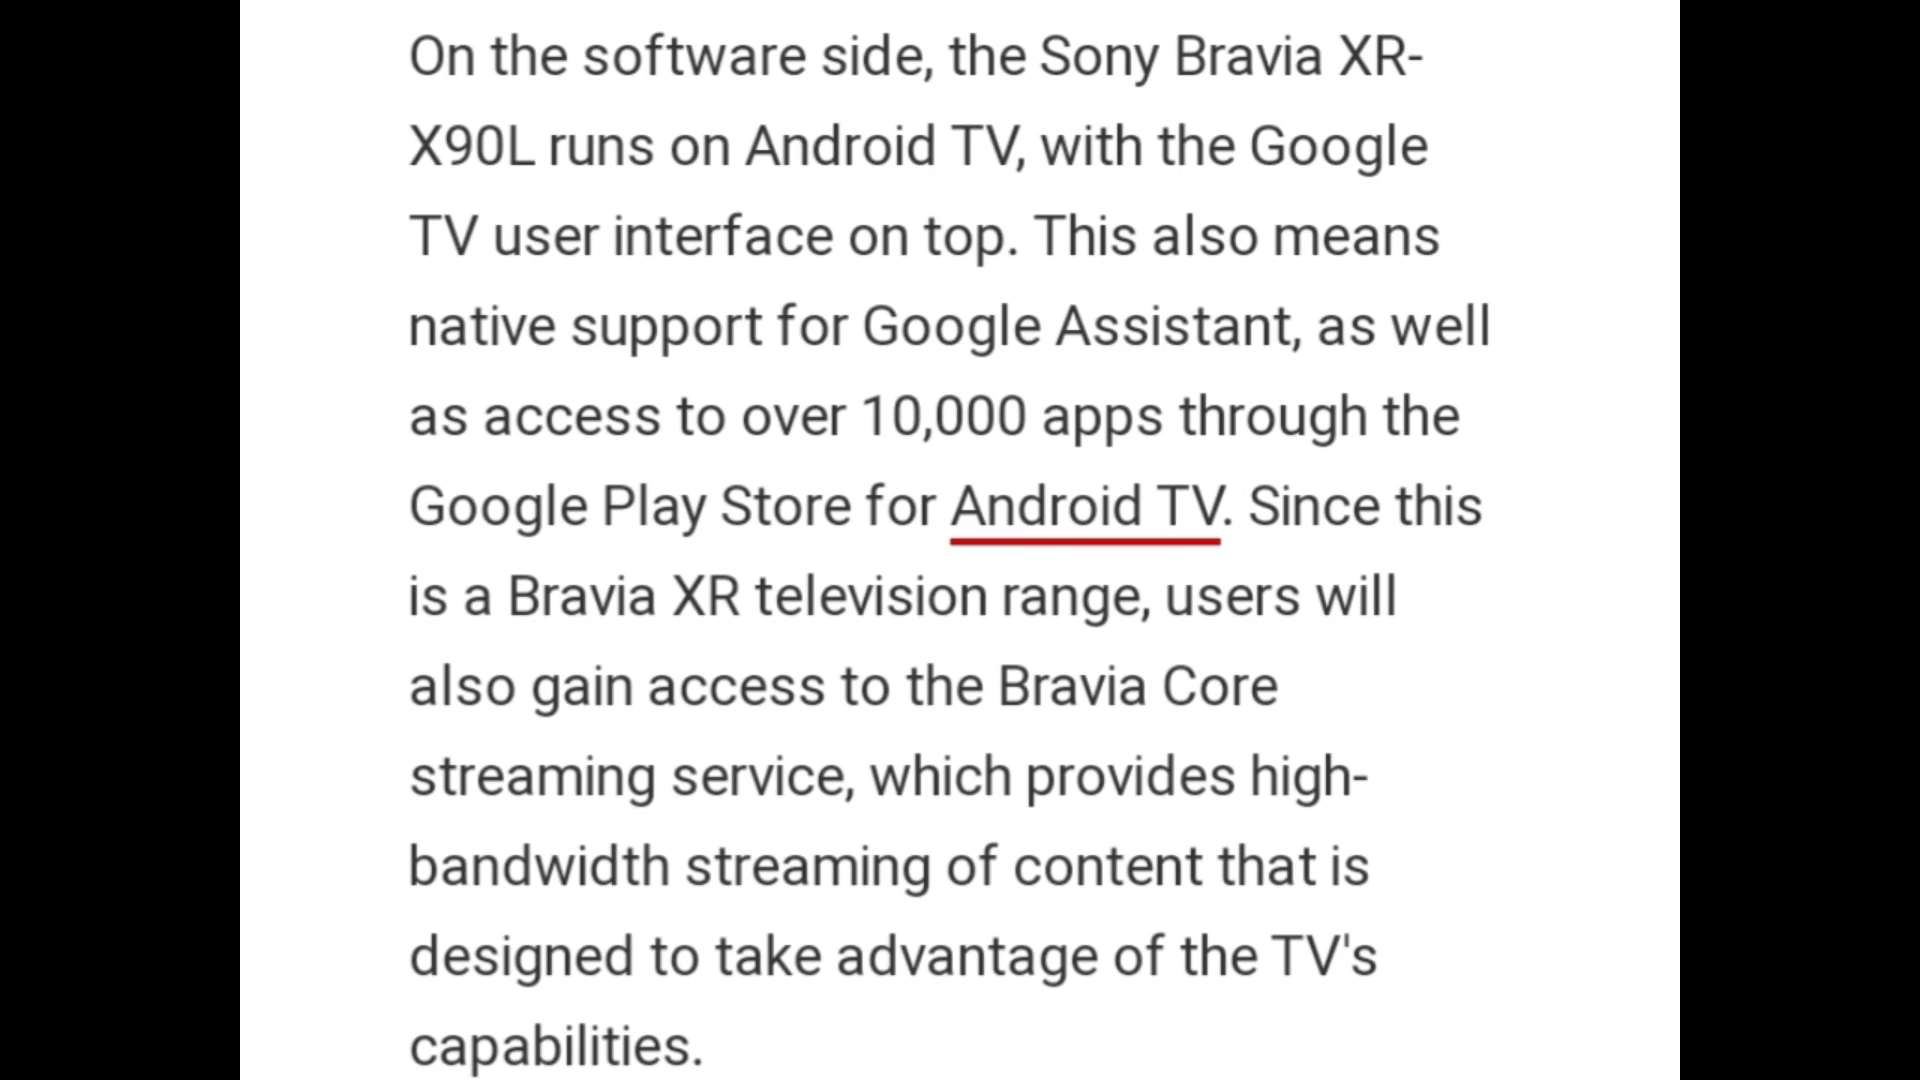 On the software side, the Sony Bravia XR-
X90L runs on Android TV, with the Google
TV user interface on top. This also means
native support for Google Assistant, as well
as access to over 10,000 apps through the
Google Play Store for Android TV. Since this
is a Bravia XR television range, users will
also gain access to the Bravia Core
streaming service, which provides high-
bandwidth streaming of content that is
designed to take advantage of the TV's
capabilities.